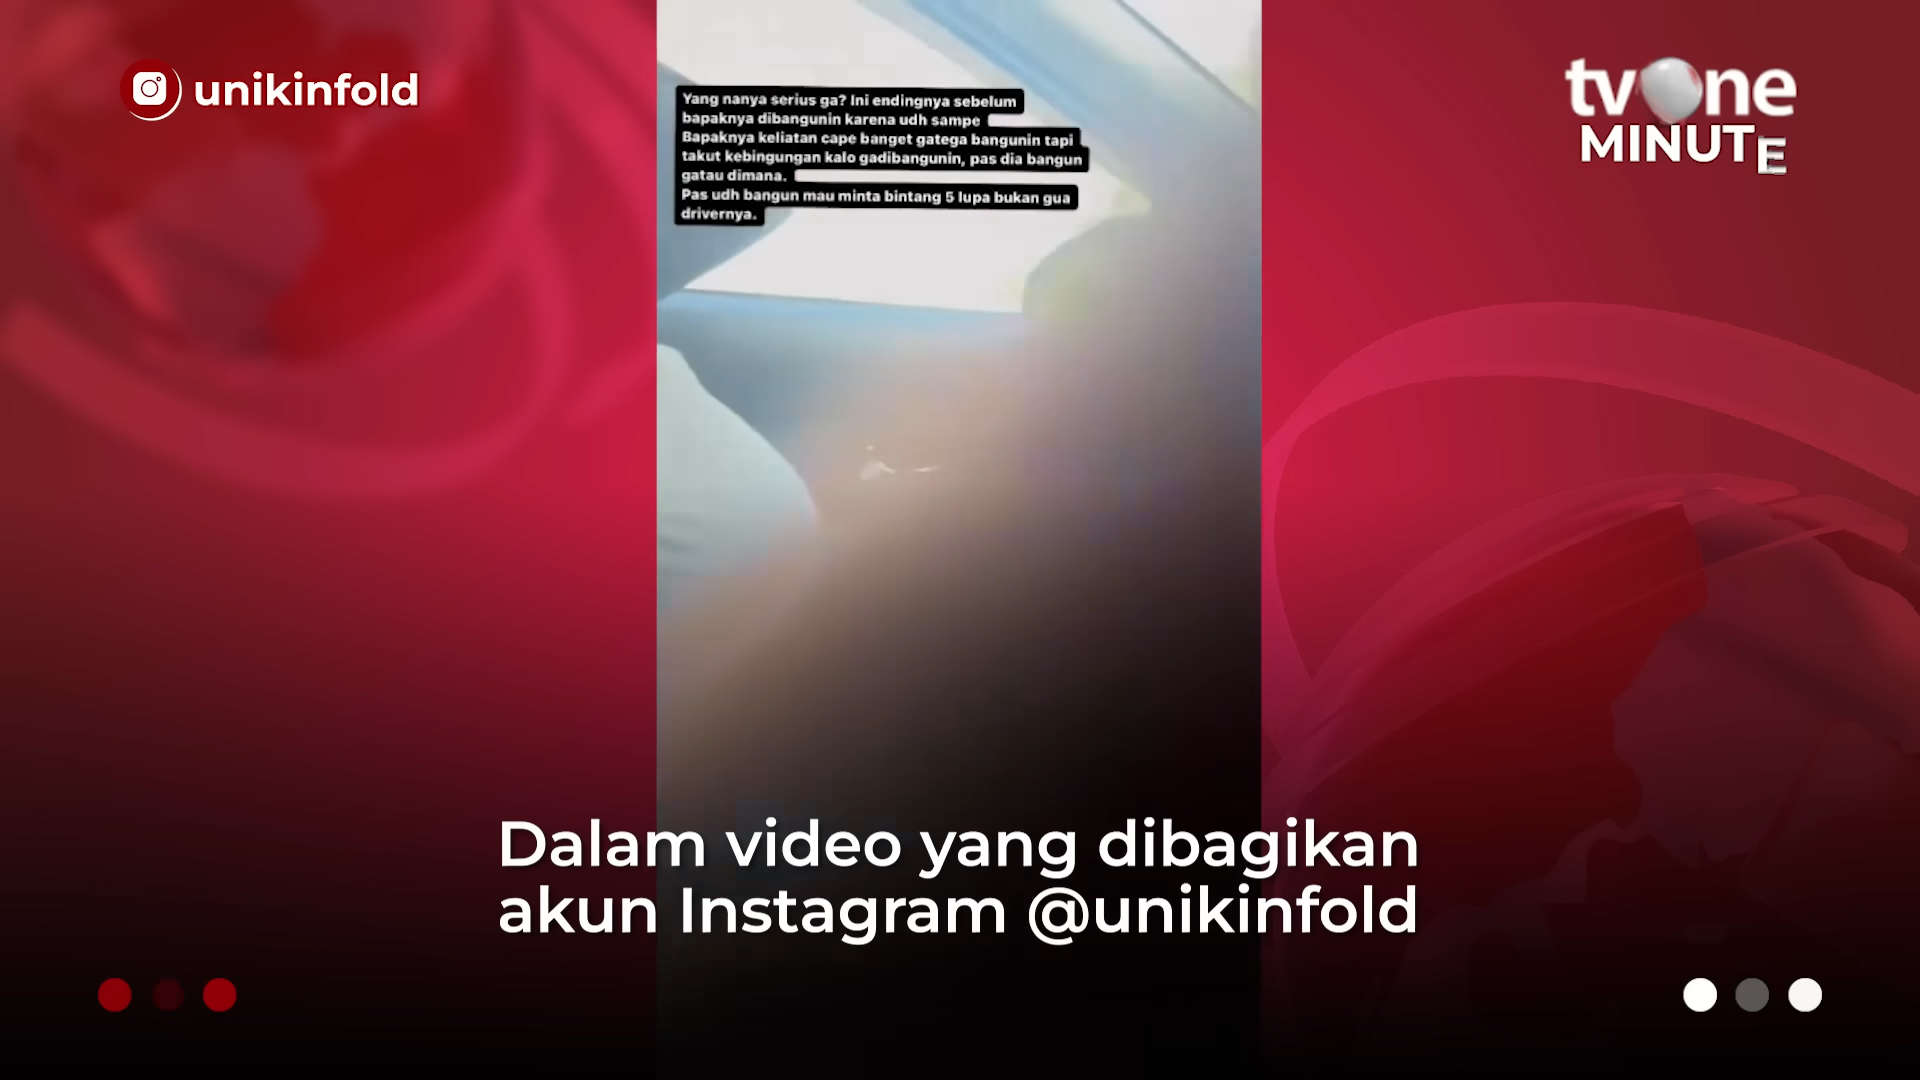 unikinfold
tvOne
MINUTE
Yang nanya serius ga? Ini endingnya sebelum
bapaknya dibangunin karena udh sampe
Bapaknya keliatan cape banget gatega bangunin tapi
takut kebingungan kalo gadibangunin, pas dia bangun
gatau dimana.
Pas udh bangun mau minta bintang 5 lupa bukan gua
drivernya.
Dalam video yang dibagikan
akun Instagram @unikinfold